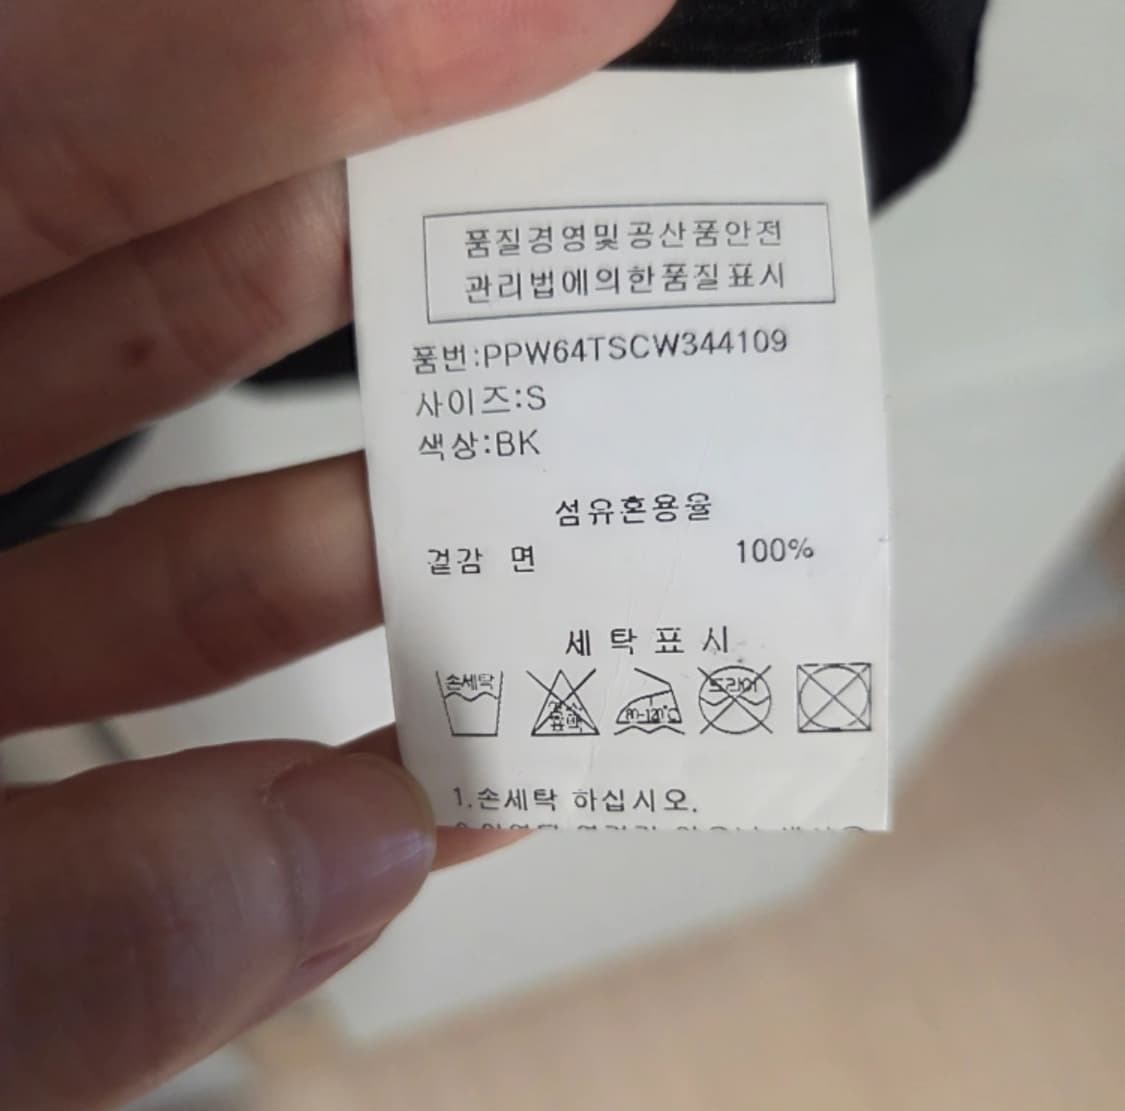 품질경영및공산품안전
관리법에의한품질표시
품번:PPW64TSCW344109
사이즈:S
색상:BK
섬유혼용율
겉감 면 100%
세탁표시
손세탁 80~120℃ 드라이
1.손세탁 하십시오.